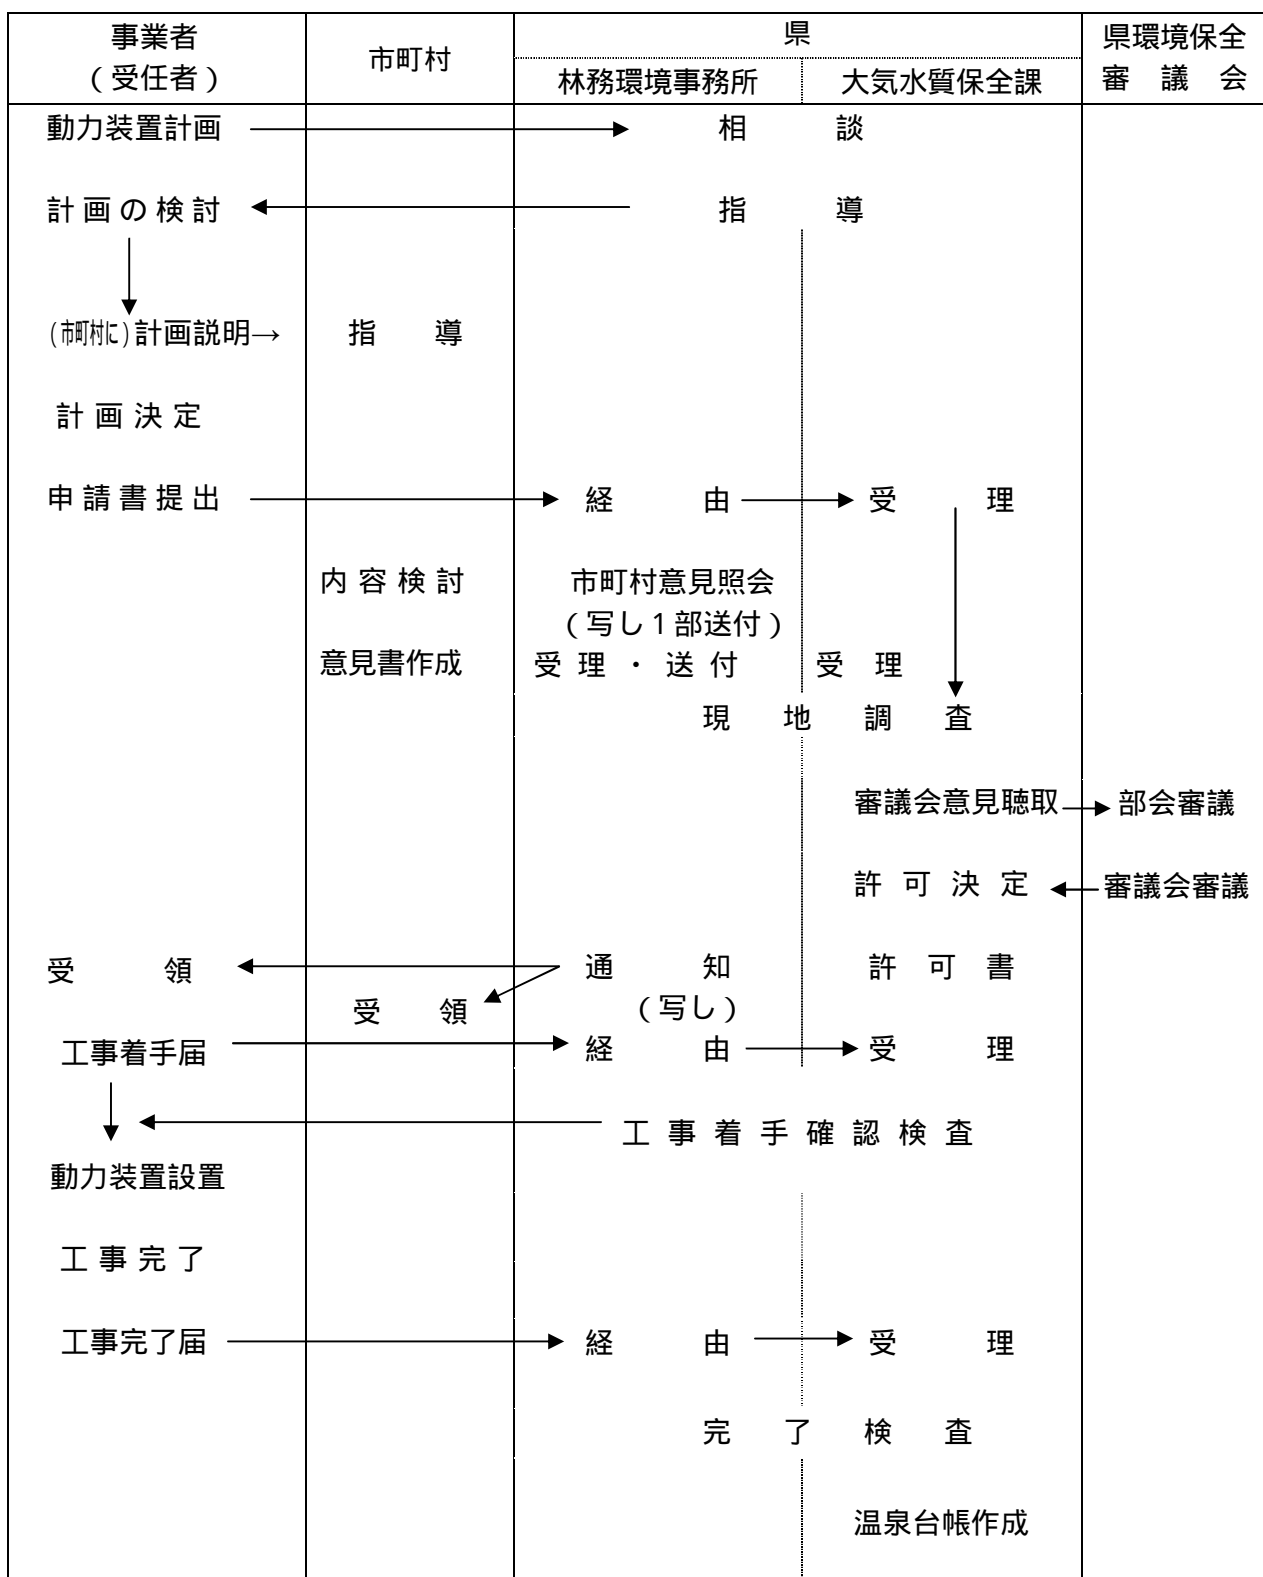 事業者
（受任者）
市町村
県
林務環境事務所
大気水質保全課
県環境保全
審　議　会
動力装置計画
相　　談
計画の検討
指　　導
(市町村に)計画説明→
指　　導
計画決定
申請書提出
経　　由
受　　理
内容検討
市町村意見照会
（写し１部送付）
意見書作成
受理・送付
受　理
現　地　調　査
審議会意見聴取
部会審議
許可決定
審議会審議
受　　領
通　　知
許可書
受　　領
（写し）
工事着手届
経　　由
受　　理
工事着手確認検査
動力装置設置
工事完了
工事完了届
経　　由
受　　理
完　了　検　査
温泉台帳作成